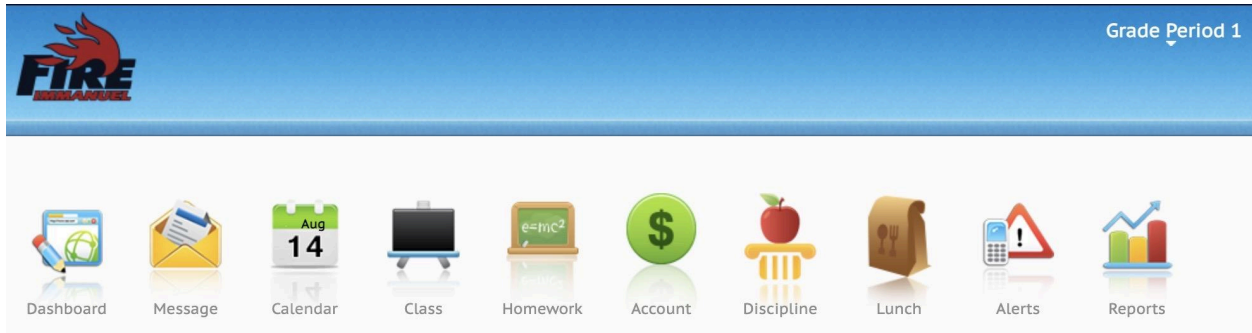 Grade Period 1
FIRE
IMMANUEL
Aug
14
e=mc²
$
!
Dashboard Message Calendar Class Homework Account Discipline Lunch Alerts Reports